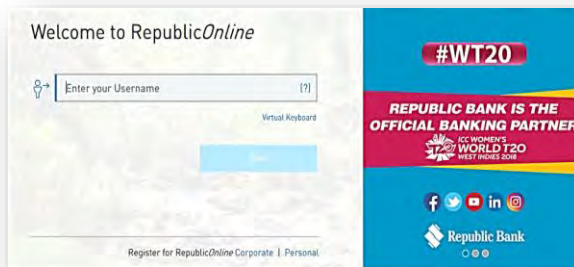 Welcome to RepublicOnline
Enter your Username
(?)
Virtual Keyboard
Register for RepublicOnline Corporate | Personal
#WT20
REPUBLIC BANK IS THE
OFFICIAL BANKING PARTNER
ICC WOMEN'S
WORLD T20
WEST INDIES 2018
Republic Bank